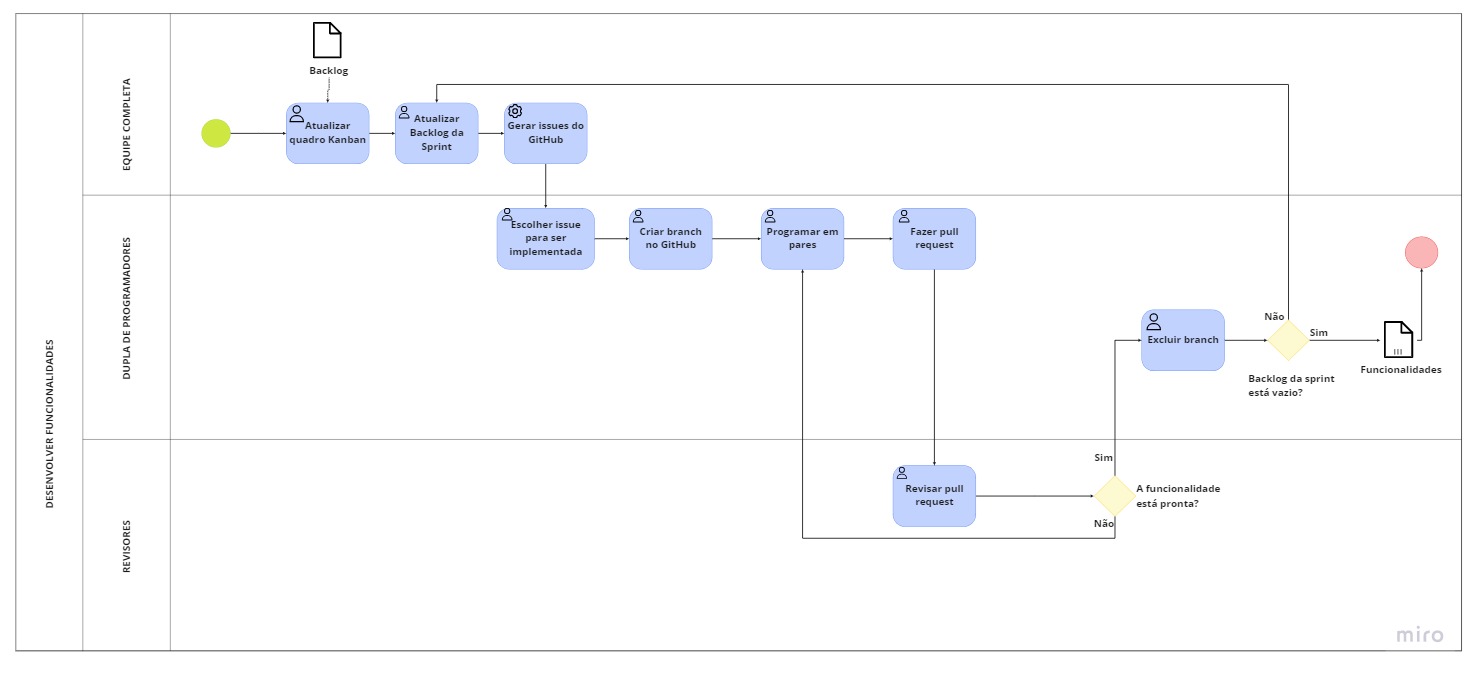 DESENVOLVER FUNCIONALIDADES
EQUIPE COMPLETA
Backlog
Atualizar
quadro Kanban
Atualizar
Backlog da
Sprint
Gerar issues do
GitHub
DUPLA DE PROGRAMADORES
Escolher issue
para ser
implementada
Criar branch
no GitHub
Programar em
pares
Fazer pull
request
Excluir branch
Não
Sim
Backlog da sprint
está vazio?
Funcionalidades
REVISORES
Revisar pull
request
Sim
A funcionalidade
está pronta?
Não
miro